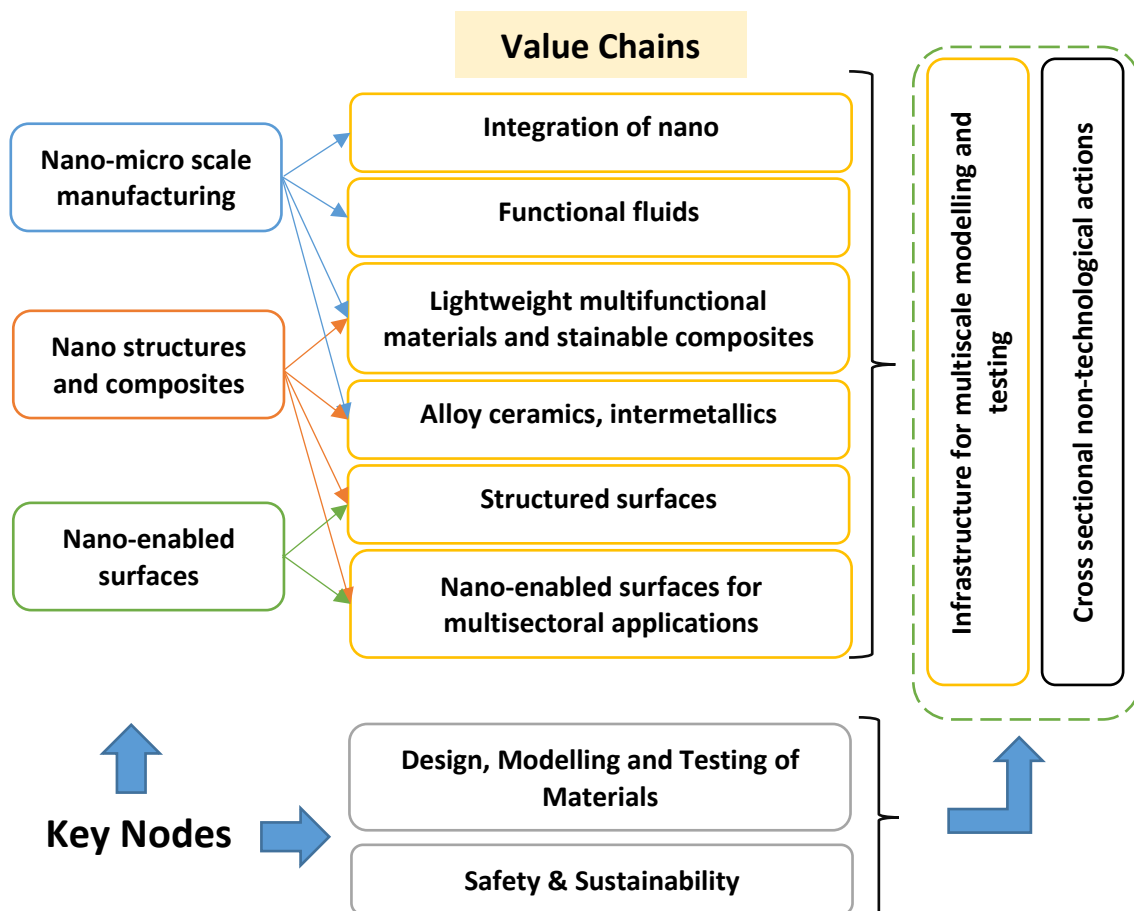 Value Chains
Nano-micro scale
manufacturing
Nano structures
and composites
Nano-enabled
surfaces
Integration of nano
Functional fluids
Lightweight multifunctional
materials and stainable composites
Alloy ceramics, intermetallics
Structured surfaces
Nano-enabled surfaces for
multisectoral applications
Infrastructure for multiscale modelling and
testing
Cross sectional non-technological actions
Key Nodes
Design, Modelling and Testing of
Materials
Safety & Sustainability